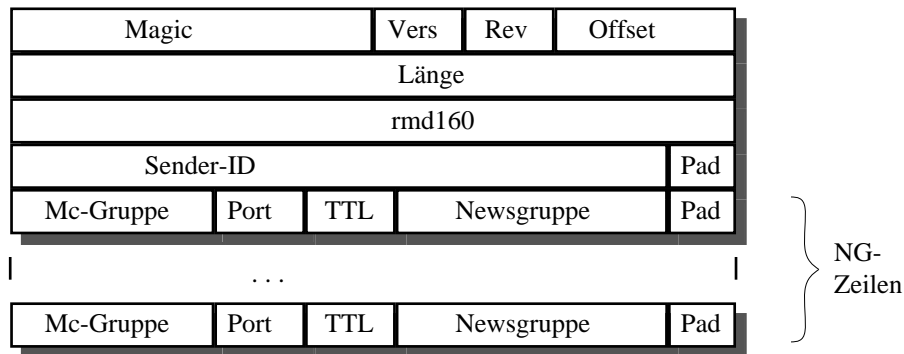 Magic Vers Rev Offset
Länge
rmd160
Sender-ID Pad
Mc-Gruppe Port TTL Newsgruppe Pad
. . .
NG-
Zeilen
Mc-Gruppe Port TTL Newsgruppe Pad